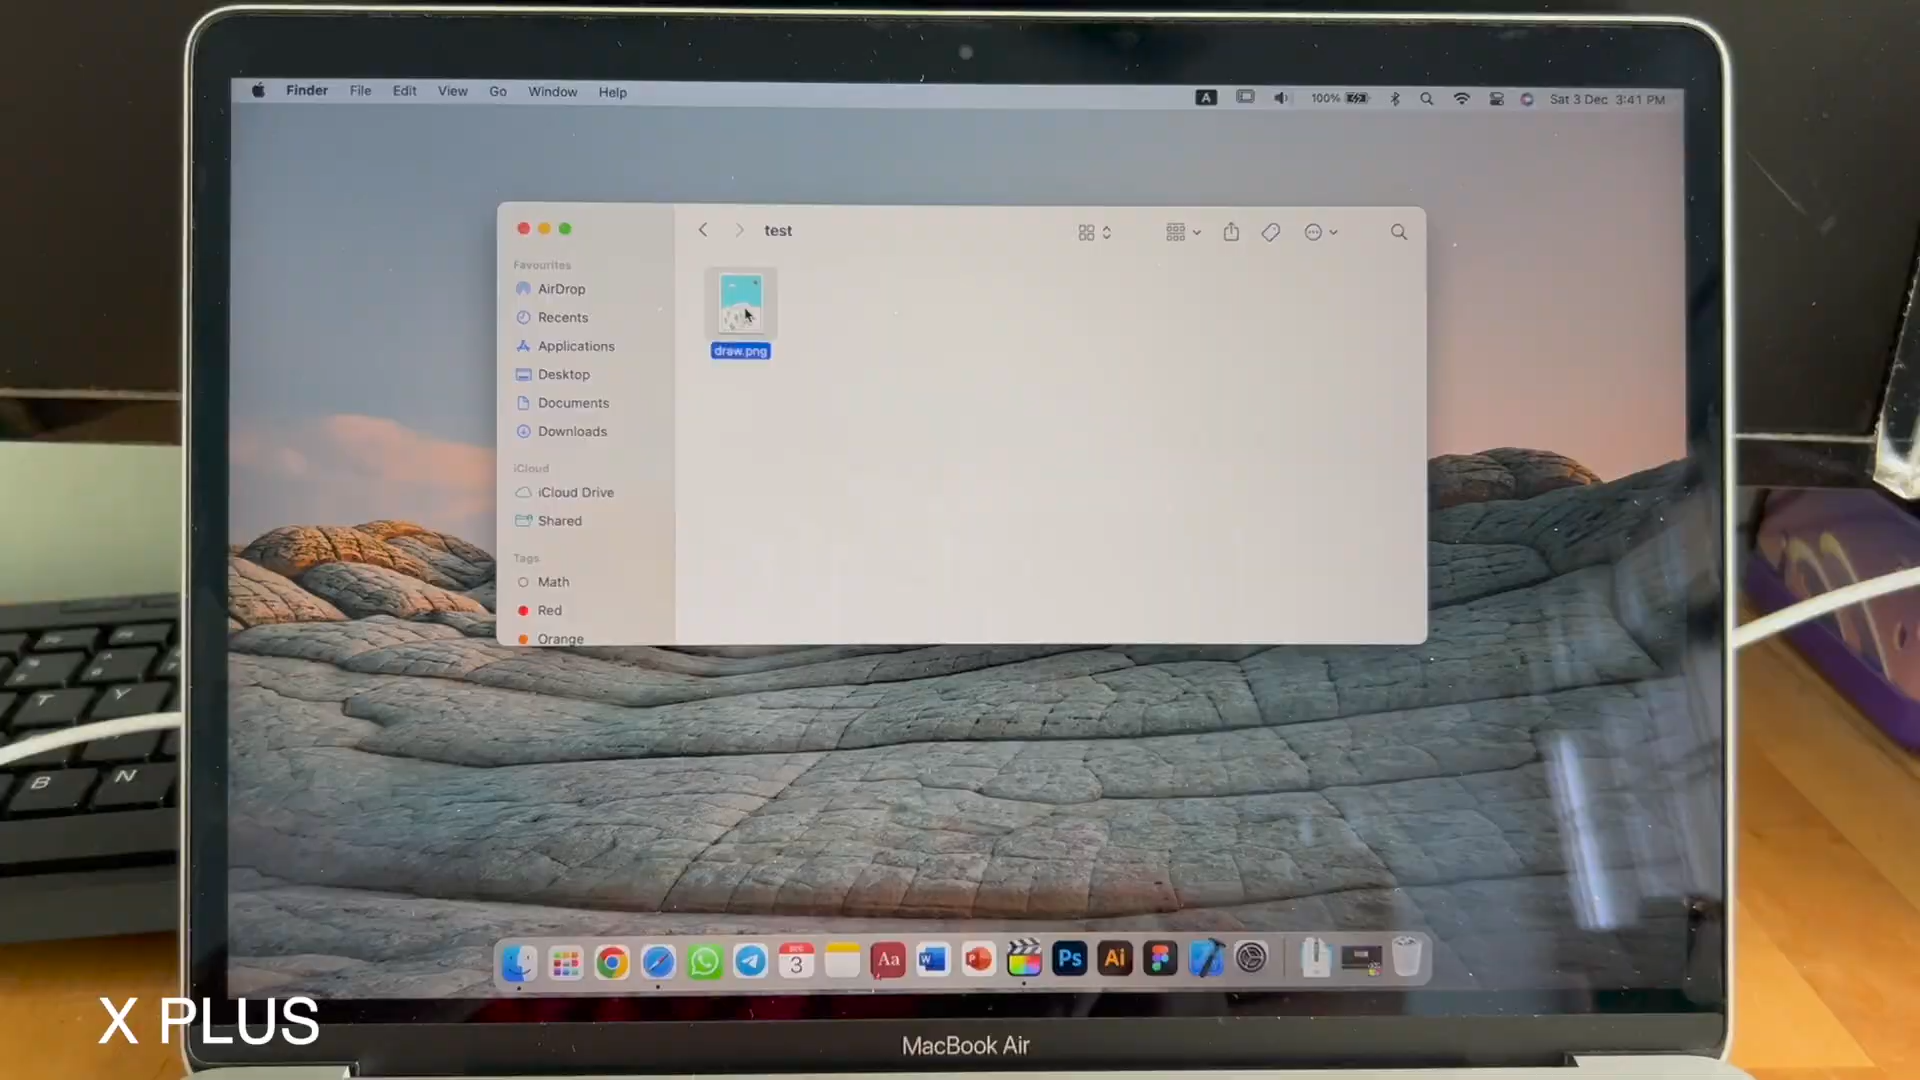 Finder File Edit View Go Window Help
A 100% Sat 3 Dec 3:41 PM
test
Favourites
AirDrop
Recents
Applications
Desktop
Documents
Downloads
iCloud
iCloud Drive
Shared
Tags
Math
Red
Orange
draw.png
T Y
B N
DEC
3
Aa
W
P
Ps
Ai
X PLUS
MacBook Air